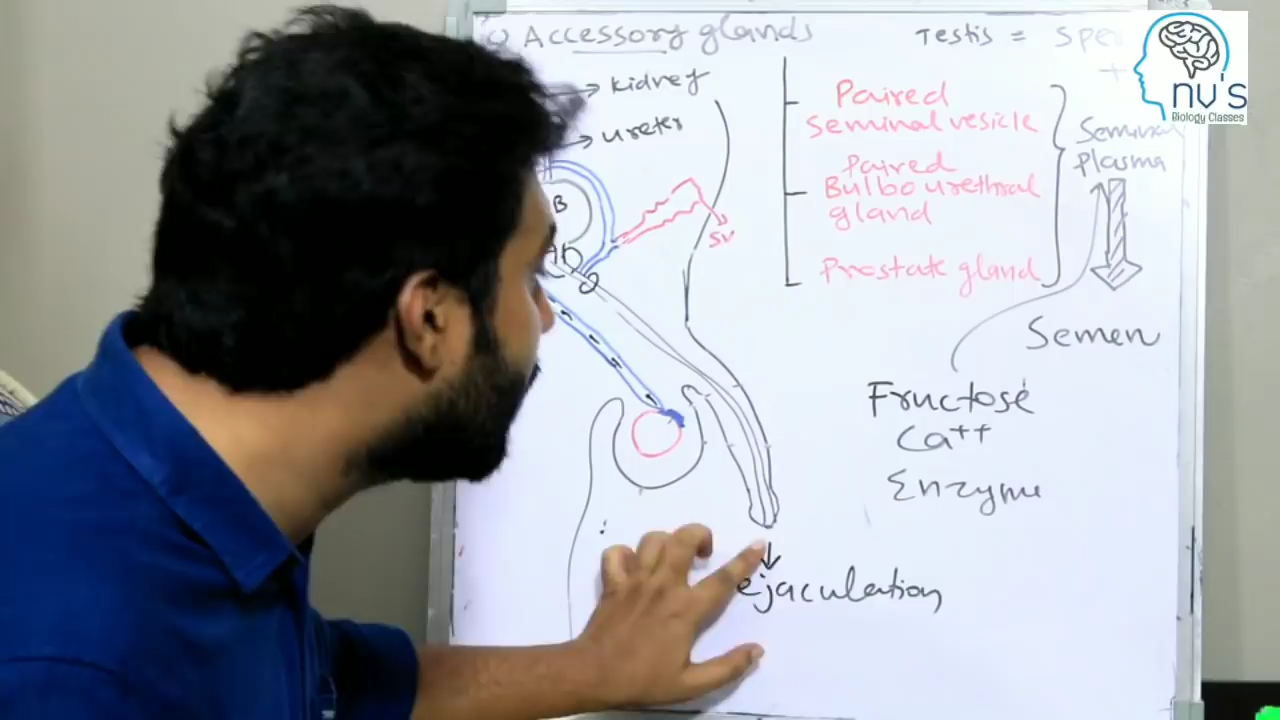 Accessory glands
Testis = Spe
+
nv's
Biology Classes
→ kidney
→ ureter
B
SV
Paired
Seminal vesicle
Paired
Bulbourethral
gland
Prostate gland
Seminal
plasma
Semen
Fructose
Ca++
Enzyme
ejaculation